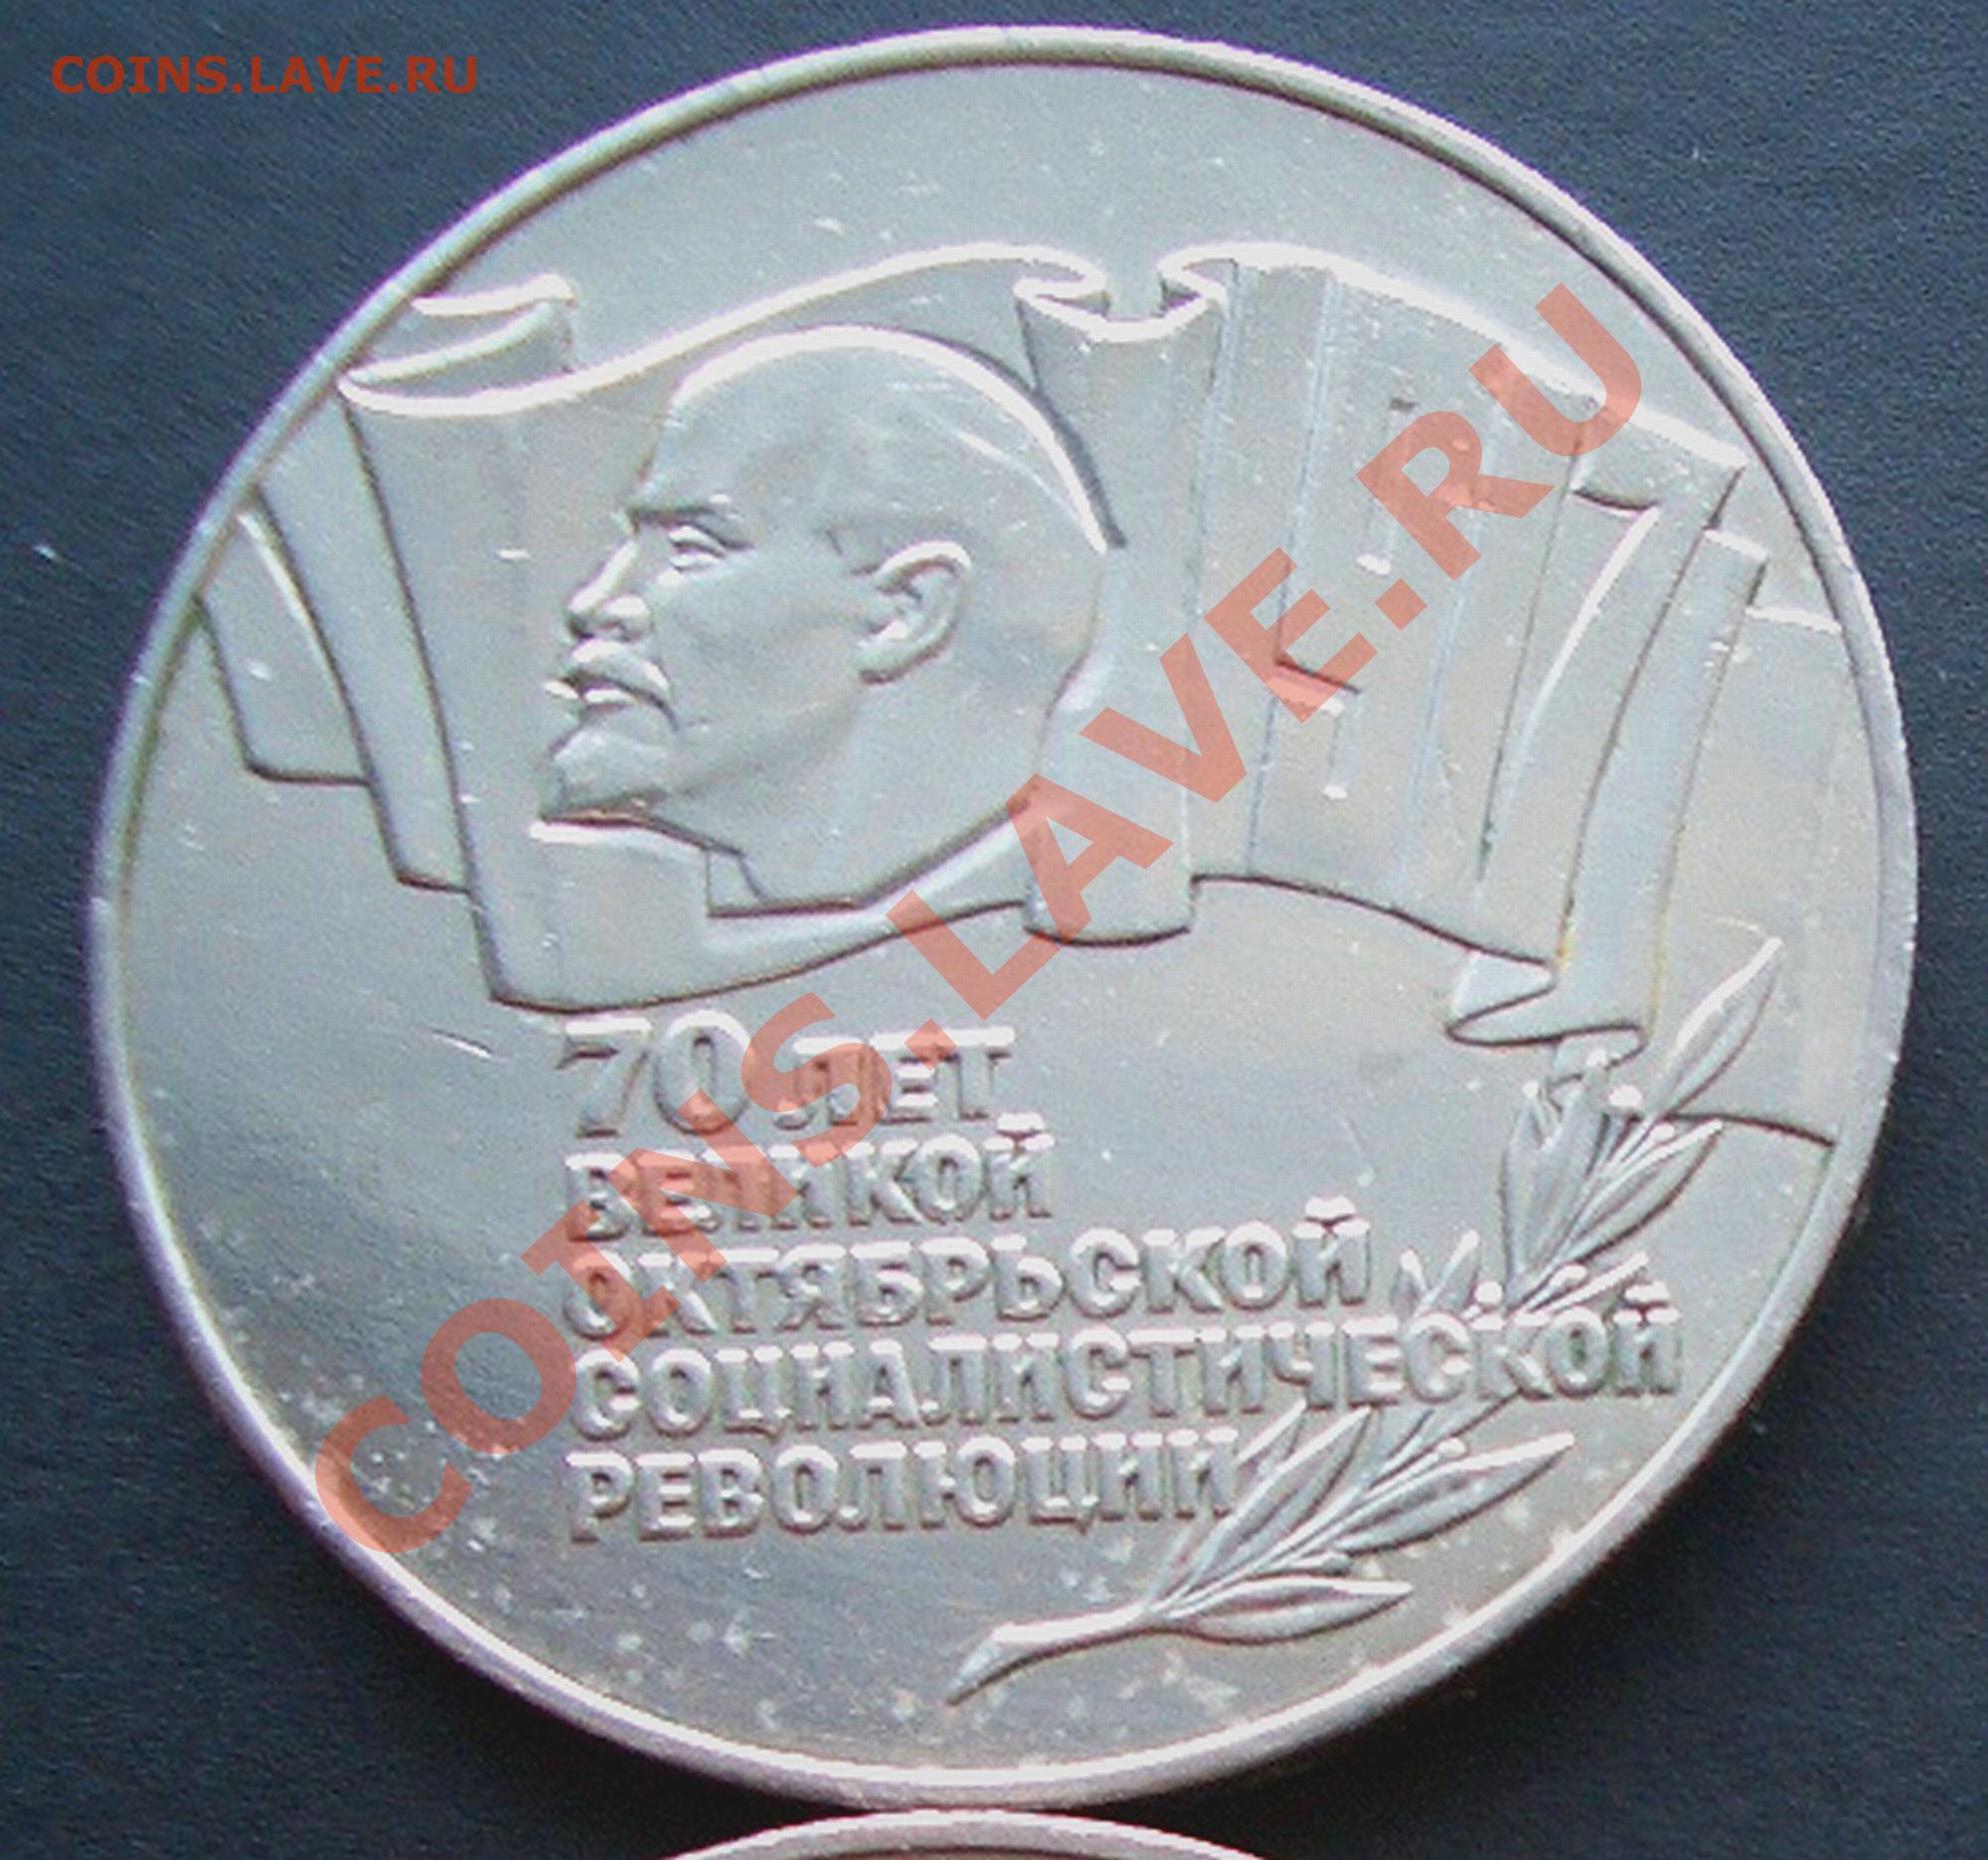 COINS.LAVE.RU
COINS.LAVE.RU
70 ЛЕТ
ВЕЛИКОЙ
ОКТЯБРЬСКОЙ
СОЦИАЛИСТИЧЕСКОЙ
РЕВОЛЮЦИИ